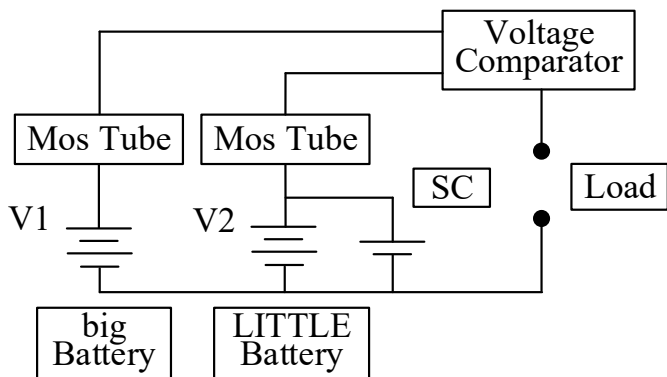 Voltage
Comparator
Mos Tube
Mos Tube
SC
Load
V1
V2
big
Battery
LITTLE
Battery